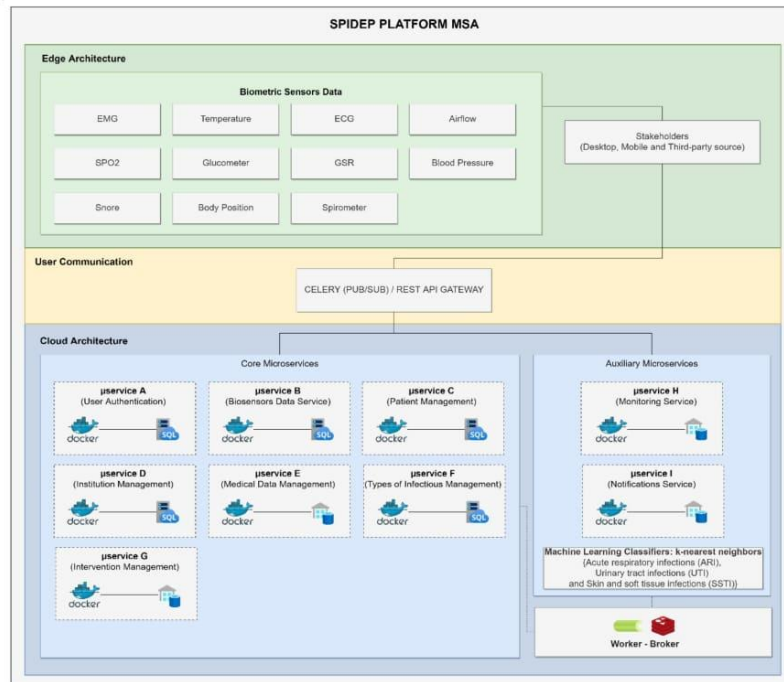 SPIDEP PLATFORM MSA
Edge Architecture
Biometric Sensors Data
EMG
Temperature
ECG
Airflow
SPO2
Glucometer
GSR
Blood Pressure
Snore
Body Position
Spirometer
Stakeholders
(Desktop, Mobile and Third-party source)
User Communication
CELERY (PUB/SUB) / REST API GATEWAY
Cloud Architecture
Core Microservices
µservice A
(User Authentication)
docker
SQL
µservice B
(Biosensors Data Service)
docker
SQL
µservice C
(Patient Management)
docker
SQL
µservice D
(Institution Management)
docker
SQL
µservice E
(Medical Data Management)
docker
µservice F
(Types of Infectious Management)
docker
SQL
µservice G
(Intervention Management)
docker
Auxiliary Microservices
µservice H
(Monitoring Service)
docker
µservice I
(Notifications Service)
docker
Machine Learning Classifiers: k-nearest neighbors
{Acute respiratory infections (ARI),
Urinary tract infections (UTI)
and Skin and soft tissue infections (SSTI)}
Worker - Broker